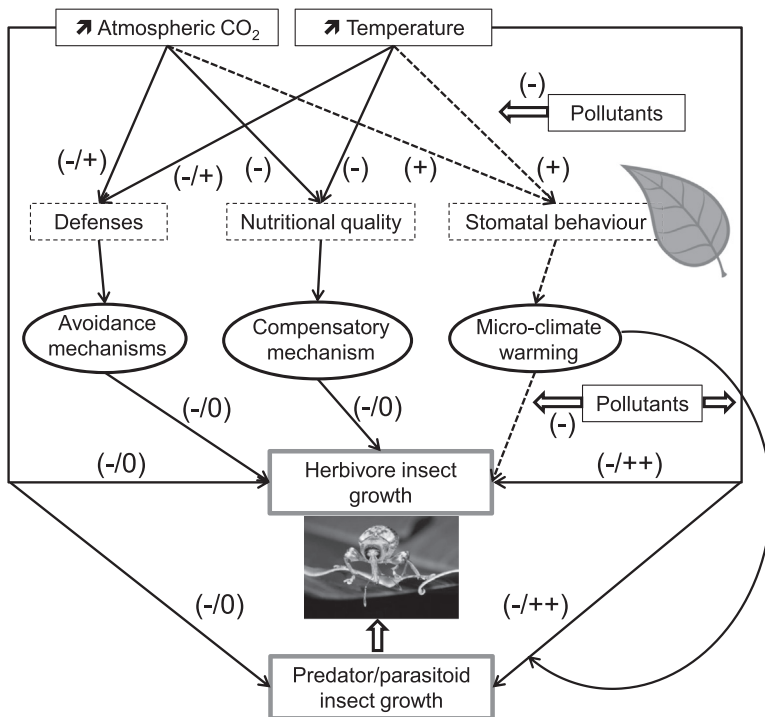 ↗ Atmospheric CO₂
↗ Temperature
(-)
Pollutants
(-/+)
(-/+)
(-)
(-)
(+)
(+)
Defenses
Nutritional quality
Stomatal behaviour
Avoidance
mechanisms
Compensatory
mechanism
Micro-climate
warming
(-/0)
(-/0)
Pollutants
(-)
(-/0)
Herbivore insect
growth
(-/++)
(-/0)
(-/++)
Predator/parasitoid
insect growth